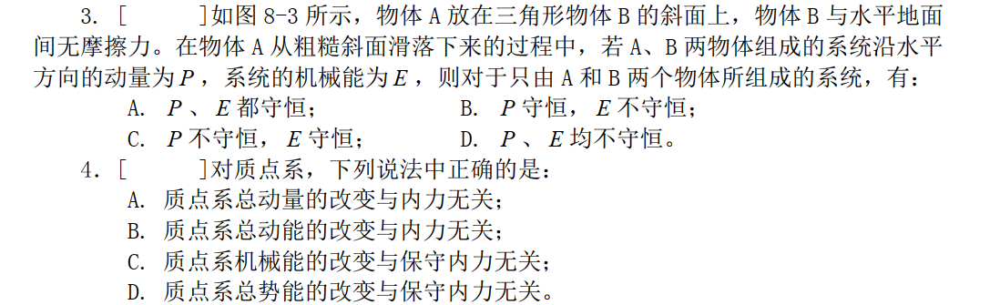 3. [ ]如图 8-3 所示，物体 A 放在三角形物体 B 的斜面上，物体 B 与水平地面
间无摩擦力。在物体 A 从粗糙斜面滑落下来的过程中，若 A、B 两物体组成的系统沿水平
方向的动量为 P ，系统的机械能为 E ，则对于只由 A 和 B 两个物体所组成的系统，有：
A. P 、 E 都守恒； B. P 守恒， E 不守恒；
C. P 不守恒， E 守恒； D. P 、 E 均不守恒。
4. [ ]对质点系，下列说法中正确的是：
A. 质点系总动量的改变与内力无关；
B. 质点系总动能的改变与内力无关；
C. 质点系机械能的改变与保守内力无关；
D. 质点系总势能的改变与保守内力无关。